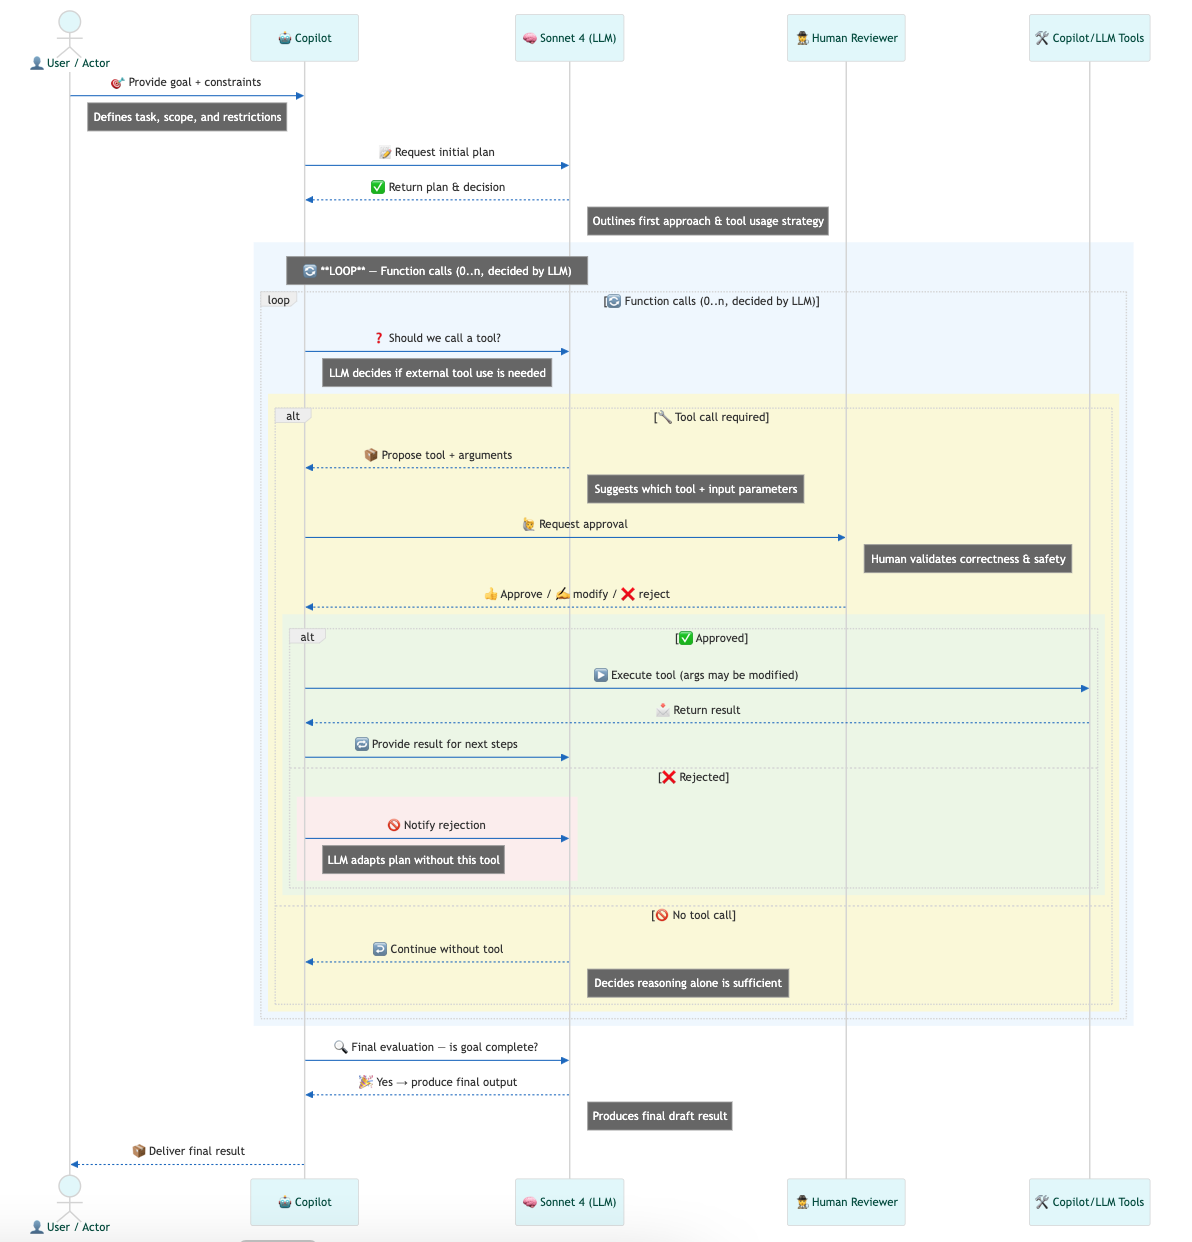 🤖 Copilot
🧠 Sonnet 4 (LLM)
🕵️ Human Reviewer
🛠️ Copilot/LLM Tools
👤 User / Actor
🎯 Provide goal + constraints
Defines task, scope, and restrictions
📝 Request initial plan
✅ Return plan & decision
Outlines first approach & tool usage strategy
🔄 **LOOP** — Function calls (0..n, decided by LLM)
loop
[🔄 Function calls (0..n, decided by LLM)]
❓ Should we call a tool?
LLM decides if external tool use is needed
alt
[🔧 Tool call required]
📦 Propose tool + arguments
Suggests which tool + input parameters
🙋 Request approval
Human validates correctness & safety
👍 Approve / ✍️ modify / ❌ reject
alt
[✅ Approved]
▶️ Execute tool (args may be modified)
📩 Return result
🔁 Provide result for next steps
[❌ Rejected]
🚫 Notify rejection
LLM adapts plan without this tool
[🚫 No tool call]
↩️ Continue without tool
Decides reasoning alone is sufficient
🔍 Final evaluation — is goal complete?
🎉 Yes → produce final output
Produces final draft result
📦 Deliver final result
🤖 Copilot
🧠 Sonnet 4 (LLM)
🕵️ Human Reviewer
🛠️ Copilot/LLM Tools
👤 User / Actor